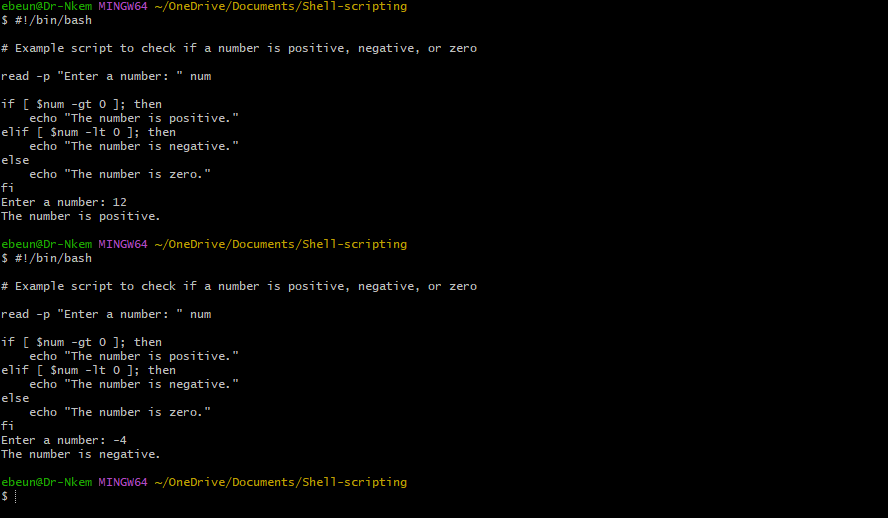 ebeun@Dr-Nkem MINGW64 ~/OneDrive/Documents/Shell-scripting
$ #!/bin/bash
# Example script to check if a number is positive, negative, or zero
read -p "Enter a number: " num
if [ $num -gt 0 ]; then
    echo "The number is positive."
elif [ $num -lt 0 ]; then
    echo "The number is negative."
else
    echo "The number is zero."
fi
Enter a number: 12
The number is positive.
ebeun@Dr-Nkem MINGW64 ~/OneDrive/Documents/Shell-scripting
$ #!/bin/bash
# Example script to check if a number is positive, negative, or zero
read -p "Enter a number: " num
if [ $num -gt 0 ]; then
    echo "The number is positive."
elif [ $num -lt 0 ]; then
    echo "The number is negative."
else
    echo "The number is zero."
fi
Enter a number: -4
The number is negative.
ebeun@Dr-Nkem MINGW64 ~/OneDrive/Documents/Shell-scripting
$